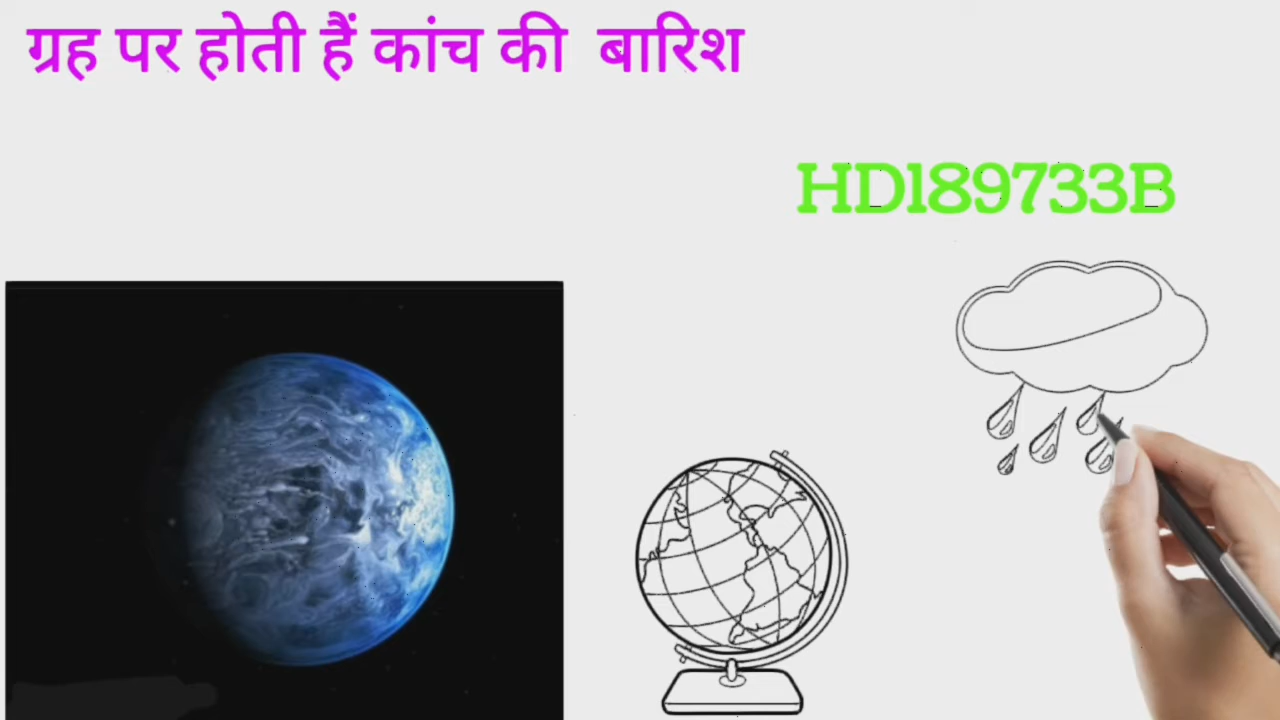 ग्रह पर होती हैं कांच की बारिश
HD189733B